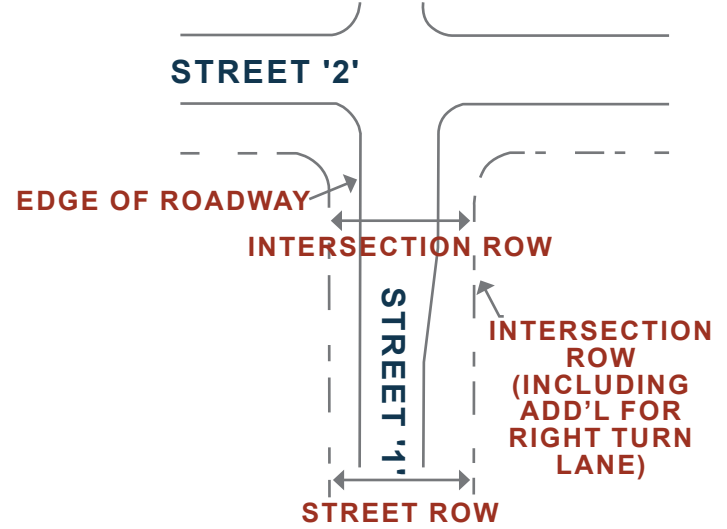 STREET '2'
EDGE OF ROADWAY
INTERSECTION ROW
STREET '1'
INTERSECTION
ROW
(INCLUDING
ADD’L FOR
RIGHT TURN
LANE)
STREET ROW